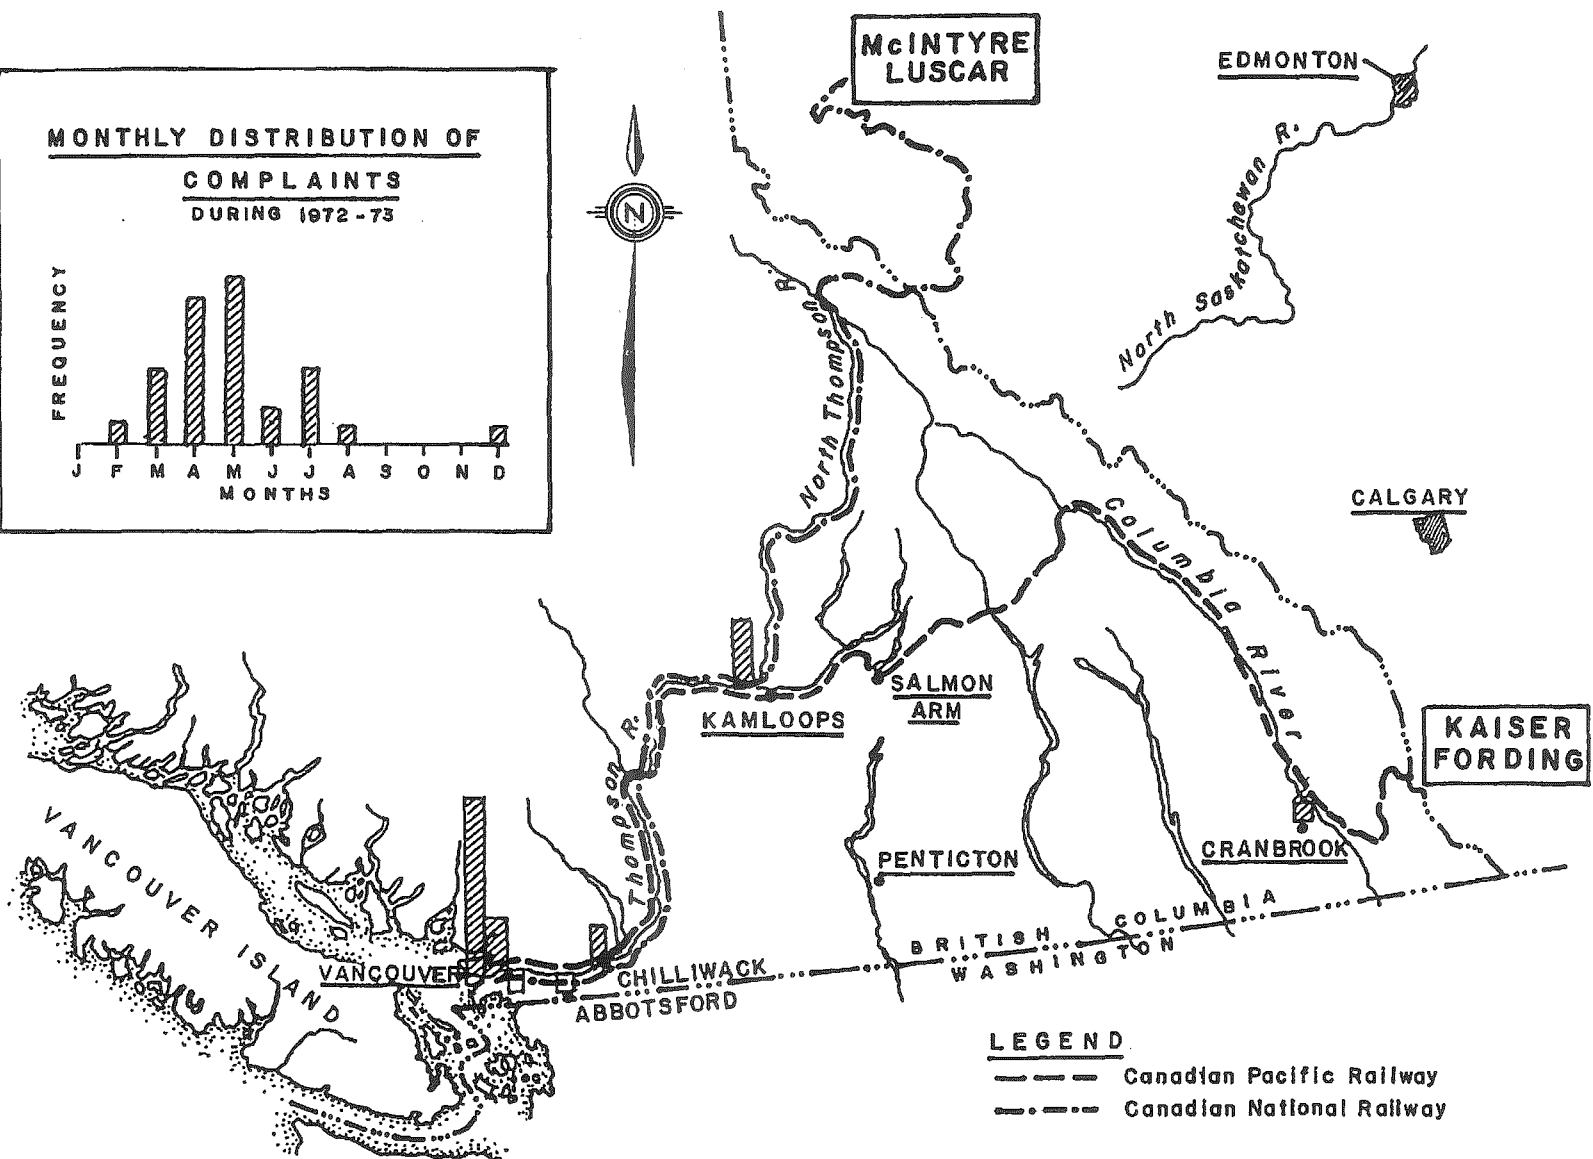 MONTHLY DISTRIBUTION OF
COMPLAINTS
DURING 1972-73
FREQUENCY
J F M A M J J A S O N D
MONTHS
N
McINTYRE
LUSCAR
EDMONTON
North Saskatchewan R.
North Thompson R.
CALGARY
Columbia River
SALMON
ARM
KAMLOOPS
KAISER
FORDING
Thompson R.
VANCOUVER ISLAND
PENTICTON
CRANBROOK
BRITISH COLUMBIA
WASHINGTON
VANCOUVER
CHILLIWACK
ABBOTSFORD
LEGEND
Canadian Pacific Railway
Canadian National Railway